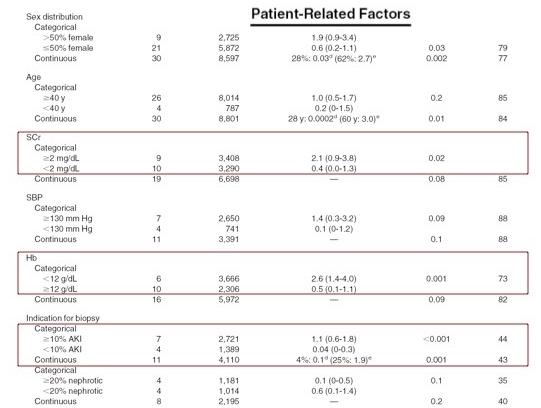 Patient-Related Factors
Sex distribution
Categorical
>50% female 9 2,725 1.9 (0.9-3.4)
≤50% female 21 5,872 0.6 (0.2-1.1) 0.03 79
Continuous 30 8,597 28%: 0.03d (62%: 2.7)e 0.002 77
Age
Categorical
≥40 y 26 8,014 1.0 (0.5-1.7) 0.2 85
<40 y 4 787 0.2 (0-1.5)
Continuous 30 8,801 28 y: 0.0002d (60 y: 3.0)e 0.01 84
SCr
Categorical
≥2 mg/dL 9 3,408 2.1 (0.9-3.8) 0.02
<2 mg/dL 10 3,290 0.4 (0.0-1.3)
Continuous 19 6,698 — 0.08 85
SBP
Categorical
≥130 mm Hg 7 2,650 1.4 (0.3-3.2) 0.09 88
<130 mm Hg 4 741 0.1 (0-1.2)
Continuous 11 3,391 — 0.1 88
Hb
Categorical
<12 g/dL 6 3,666 2.6 (1.4-4.0) 0.001 73
≥12 g/dL 10 2,306 0.5 (0.1-1.1)
Continuous 16 5,972 — 0.09 82
Indication for biopsy
Categorical
≥10% AKI 7 2,721 1.1 (0.6-1.8) <0.001 44
<10% AKI 4 1,389 0.04 (0-0.3)
Continuous 11 4,110 4%: 0.1d (25%: 1.9)e 0.001 43
Categorical
≥20% nephrotic 4 1,181 0.1 (0-0.5) 0.1 35
<20% nephrotic 4 1,014 0.6 (0.1-1.4)
Continuous 8 2,195 — 0.2 40